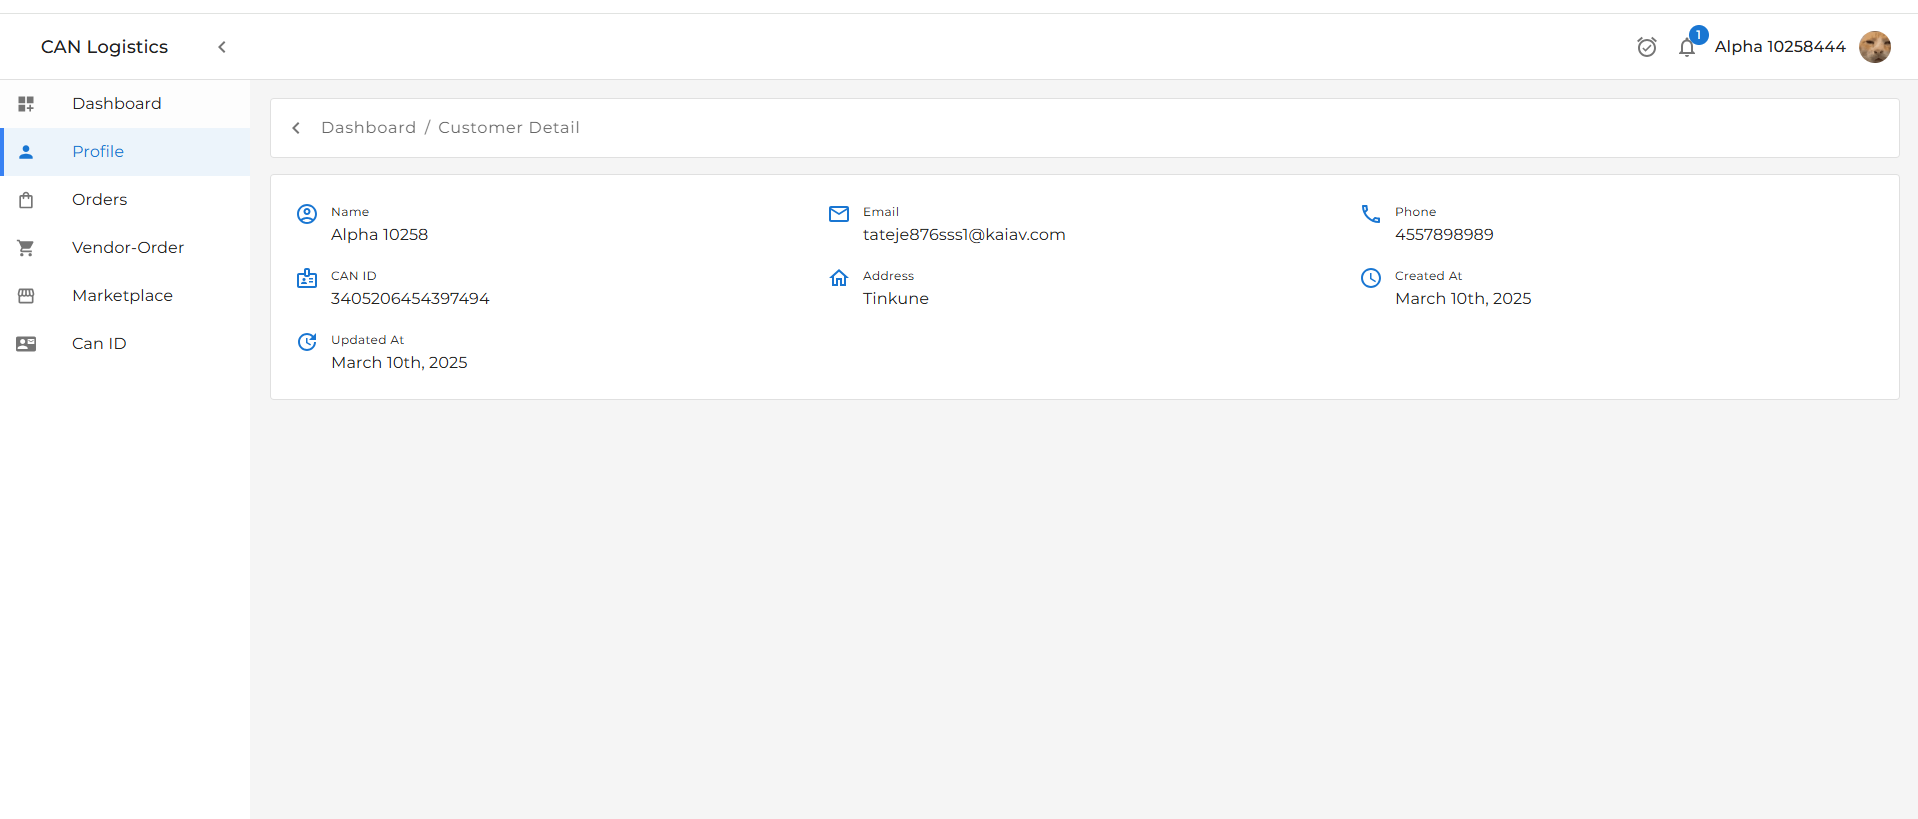 CAN Logistics
1
Alpha 10258444
Dashboard
Profile
Orders
Vendor-Order
Marketplace
Can ID
Dashboard / Customer Detail
Name
Alpha 10258
Email
tateje876sss1@kaiav.com
Phone
4557898989
CAN ID
3405206454397494
Address
Tinkune
Created At
March 10th, 2025
Updated At
March 10th, 2025